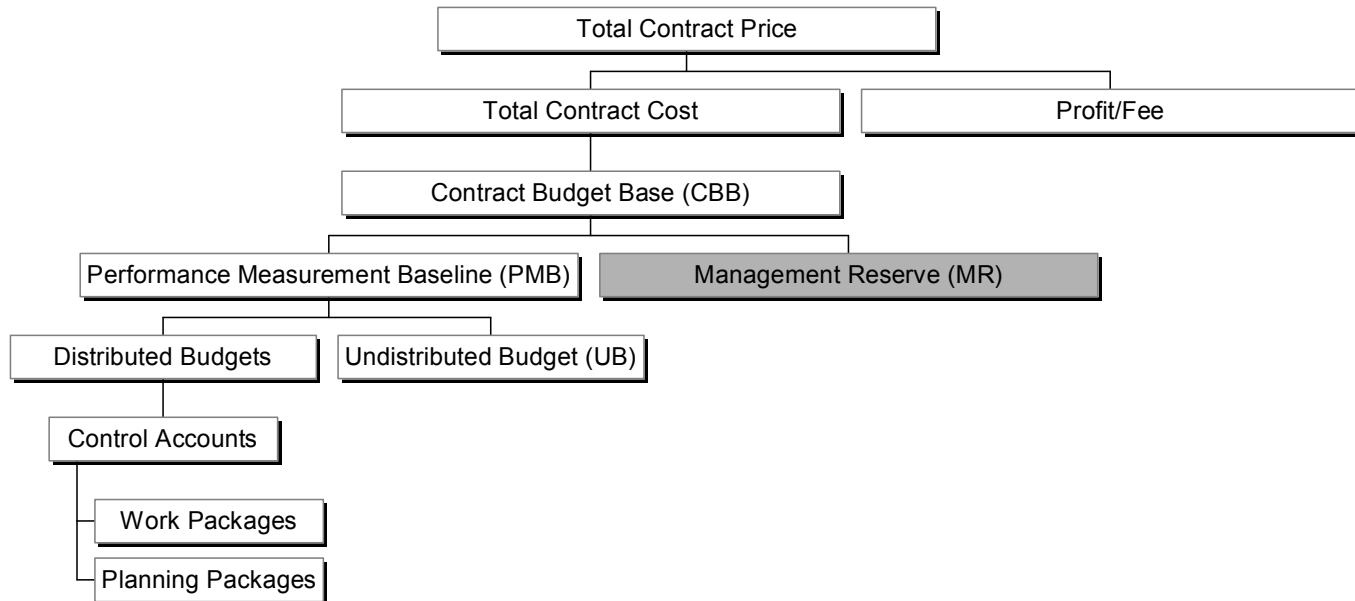 Total Contract Price
Total Contract Cost
Profit/Fee
Contract Budget Base (CBB)
Performance Measurement Baseline (PMB)
Management Reserve (MR)
Distributed Budgets
Undistributed Budget (UB)
Control Accounts
Work Packages
Planning Packages